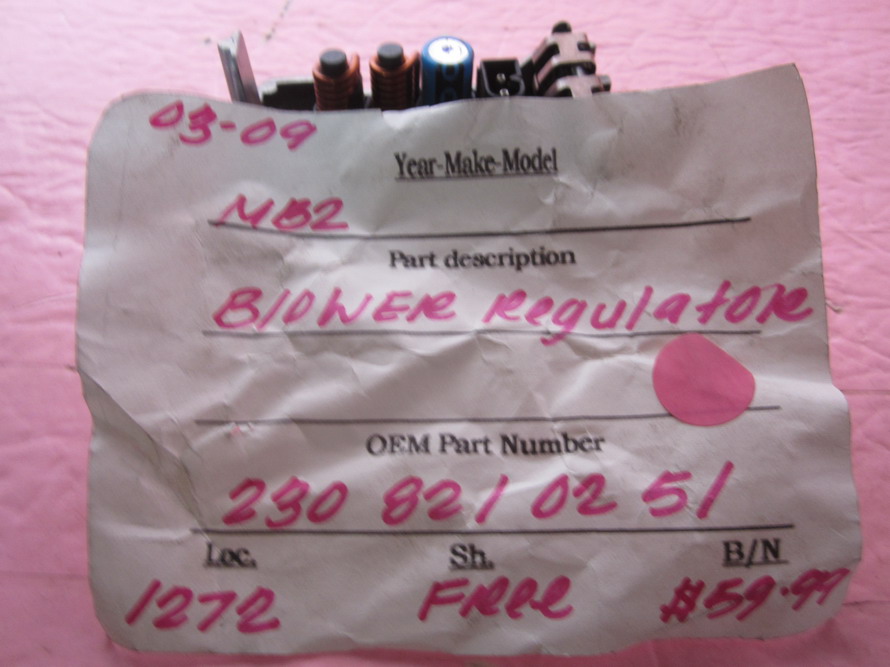 03-09
Year-Make-Model
MBZ
Part description
BlOWER Regulator
OEM Part Number
230 821 02 51
Loc. Sh. B/N
1272 FREE $59.99